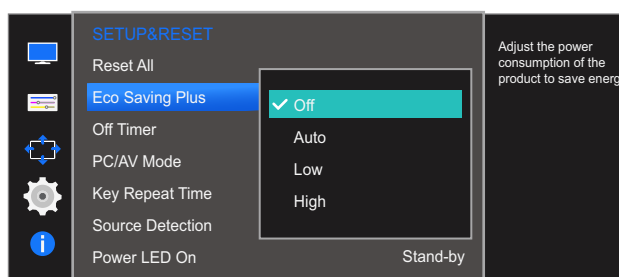 SETUP&RESET
Reset All
Eco Saving Plus
Off Timer
PC/AV Mode
Key Repeat Time
Source Detection
Power LED On
Stand-by
Off
Auto
Low
High
Adjust the power
consumption of the
product to save energ